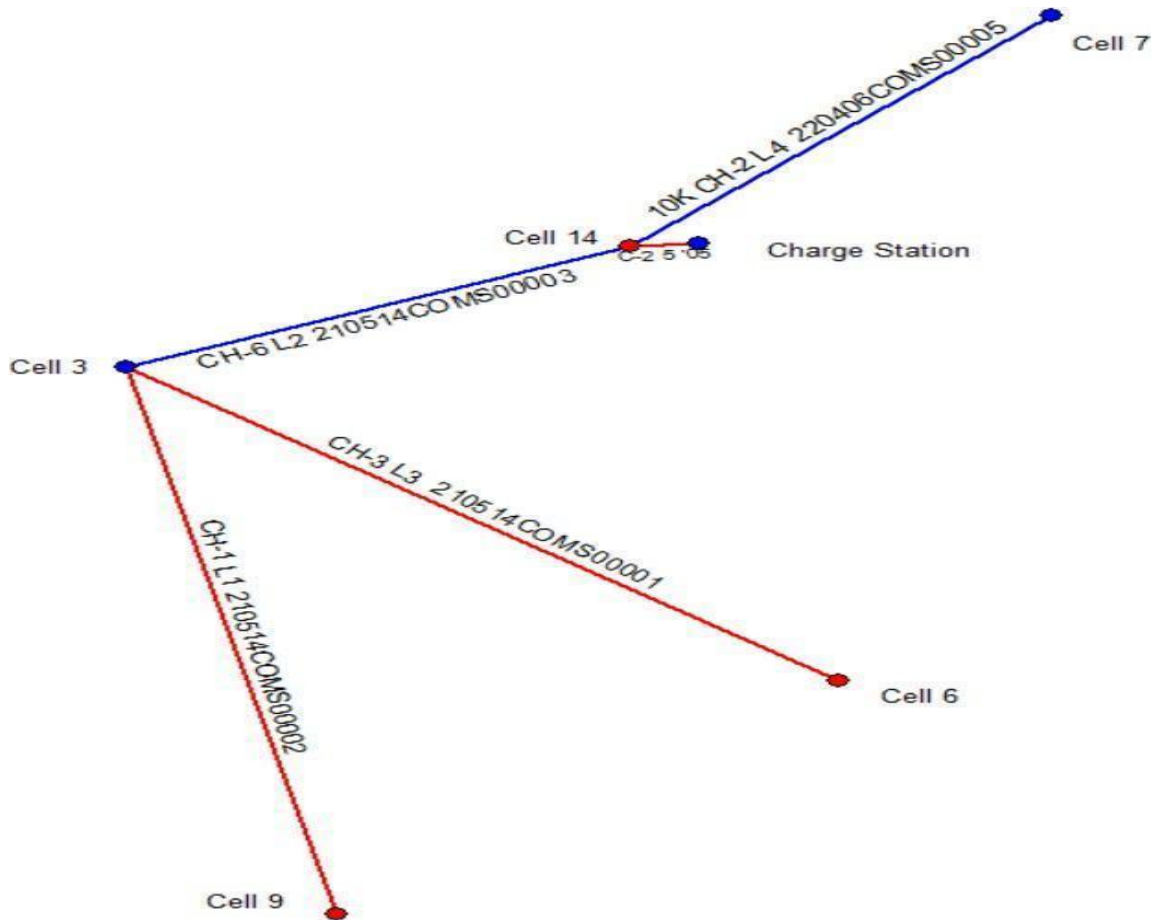 Cell 7
10K CH-2 L4 220406COMS00005
Cell 14
C-2 5 '05
Charge Station
CH-6 L2 210514COMS00003
Cell 3
CH-3 L3 210514COMS00001
CH-1 L1 210514COMS00002
Cell 6
Cell 9